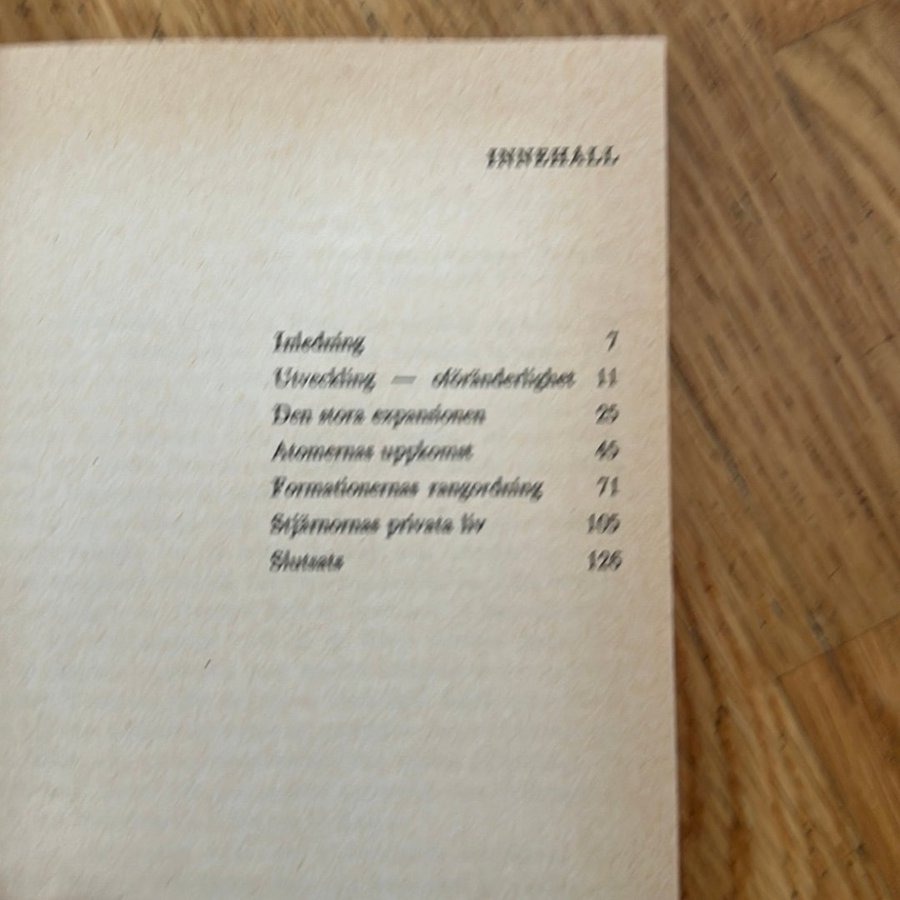 INNEHÅLL
Inledning 7
Utveckling — oföränderlighet 11
Den stora expansionen 25
Atomernas uppkomst 45
Formationernas rangordning 71
Stjärnornas privata liv 105
Slutsats 126